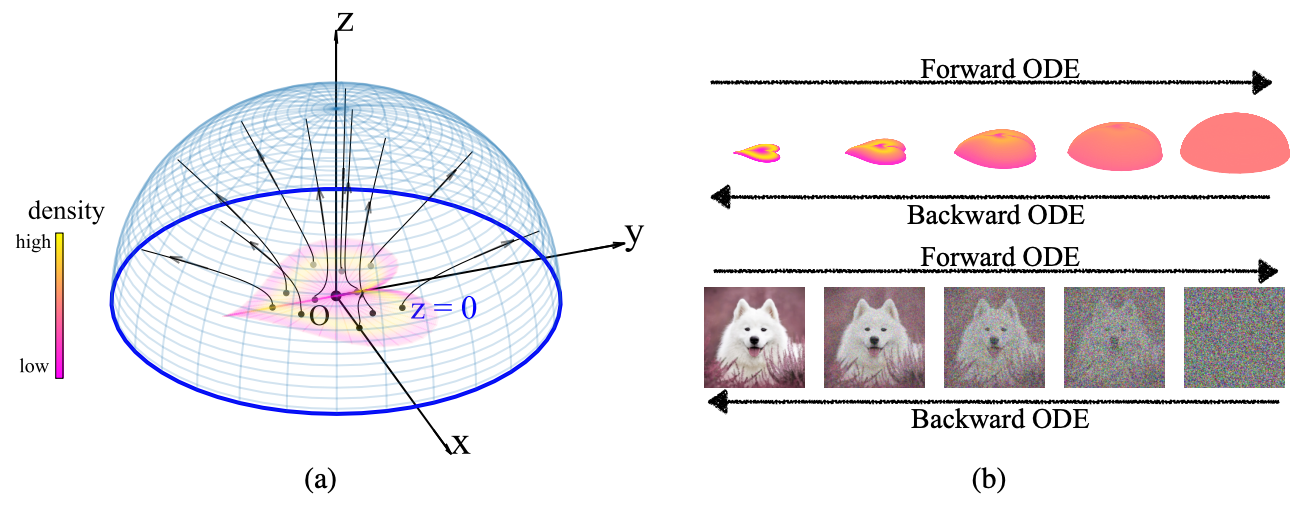 z
y
density
high
low
O
z = 0
x
(a)
Forward ODE
Backward ODE
Forward ODE
Backward ODE
(b)